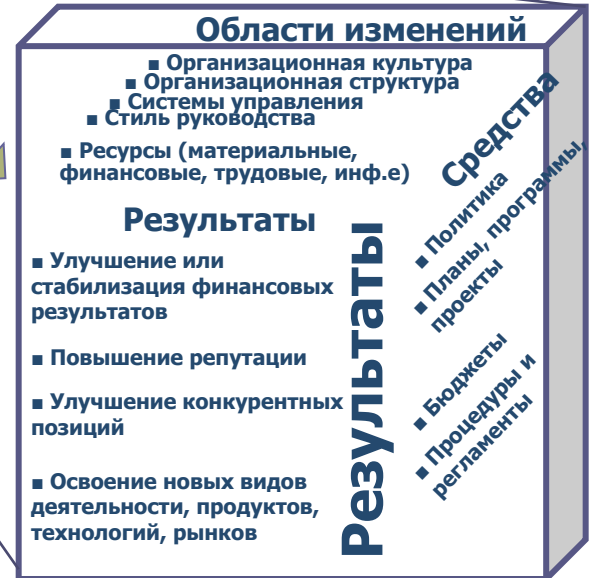 Области изменений
▪ Организационная культура
▪ Организационная структура
▪ Системы управления
▪ Стиль руководства
▪ Ресурсы (материальные,
финансовые, трудовые, инф.е)
Результаты
▪ Улучшение или
стабилизация финансовых
результатов
▪ Повышение репутации
▪ Улучшение конкурентных
позиций
▪ Освоение новых видов
деятельности, продуктов,
технологий, рынков
Результаты
Средства
▪ Политика
▪ Планы, программы,
проекты
▪ Бюджеты
▪ Процедуры и
регламенты